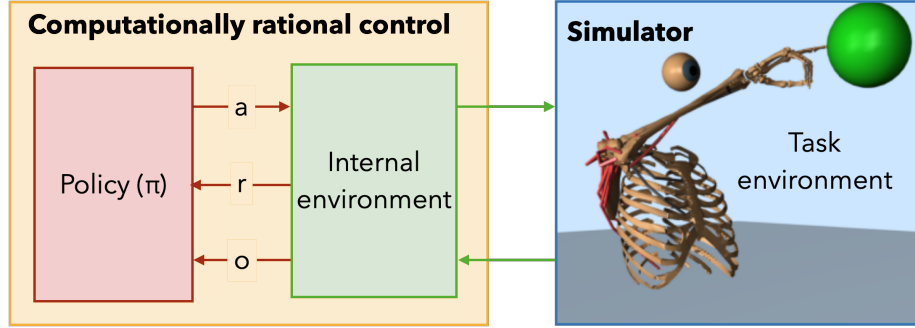 Computationally rational control
Policy (π)
a
r
o
Internal
environment
Simulator
Task
environment